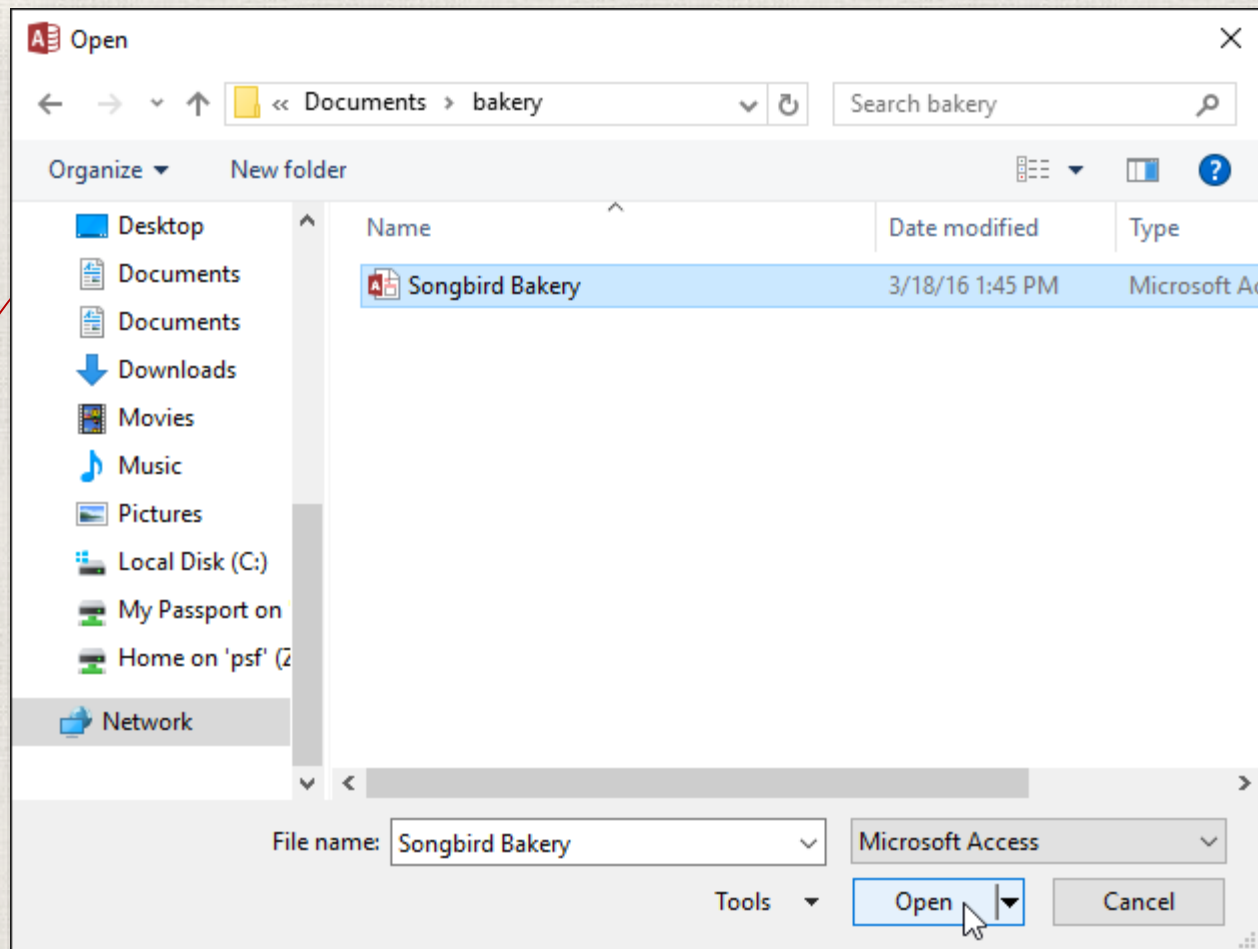 Open
« Documents › bakery
Search bakery
Organize
New folder
Name
Date modified
Type
Desktop
Documents
Documents
Downloads
Movies
Music
Pictures
Local Disk (C:)
My Passport on
Home on 'psf' (Z
Network
Songbird Bakery
3/18/16 1:45 PM
Microsoft Ac
File name:
Songbird Bakery
Microsoft Access
Tools
Open
Cancel